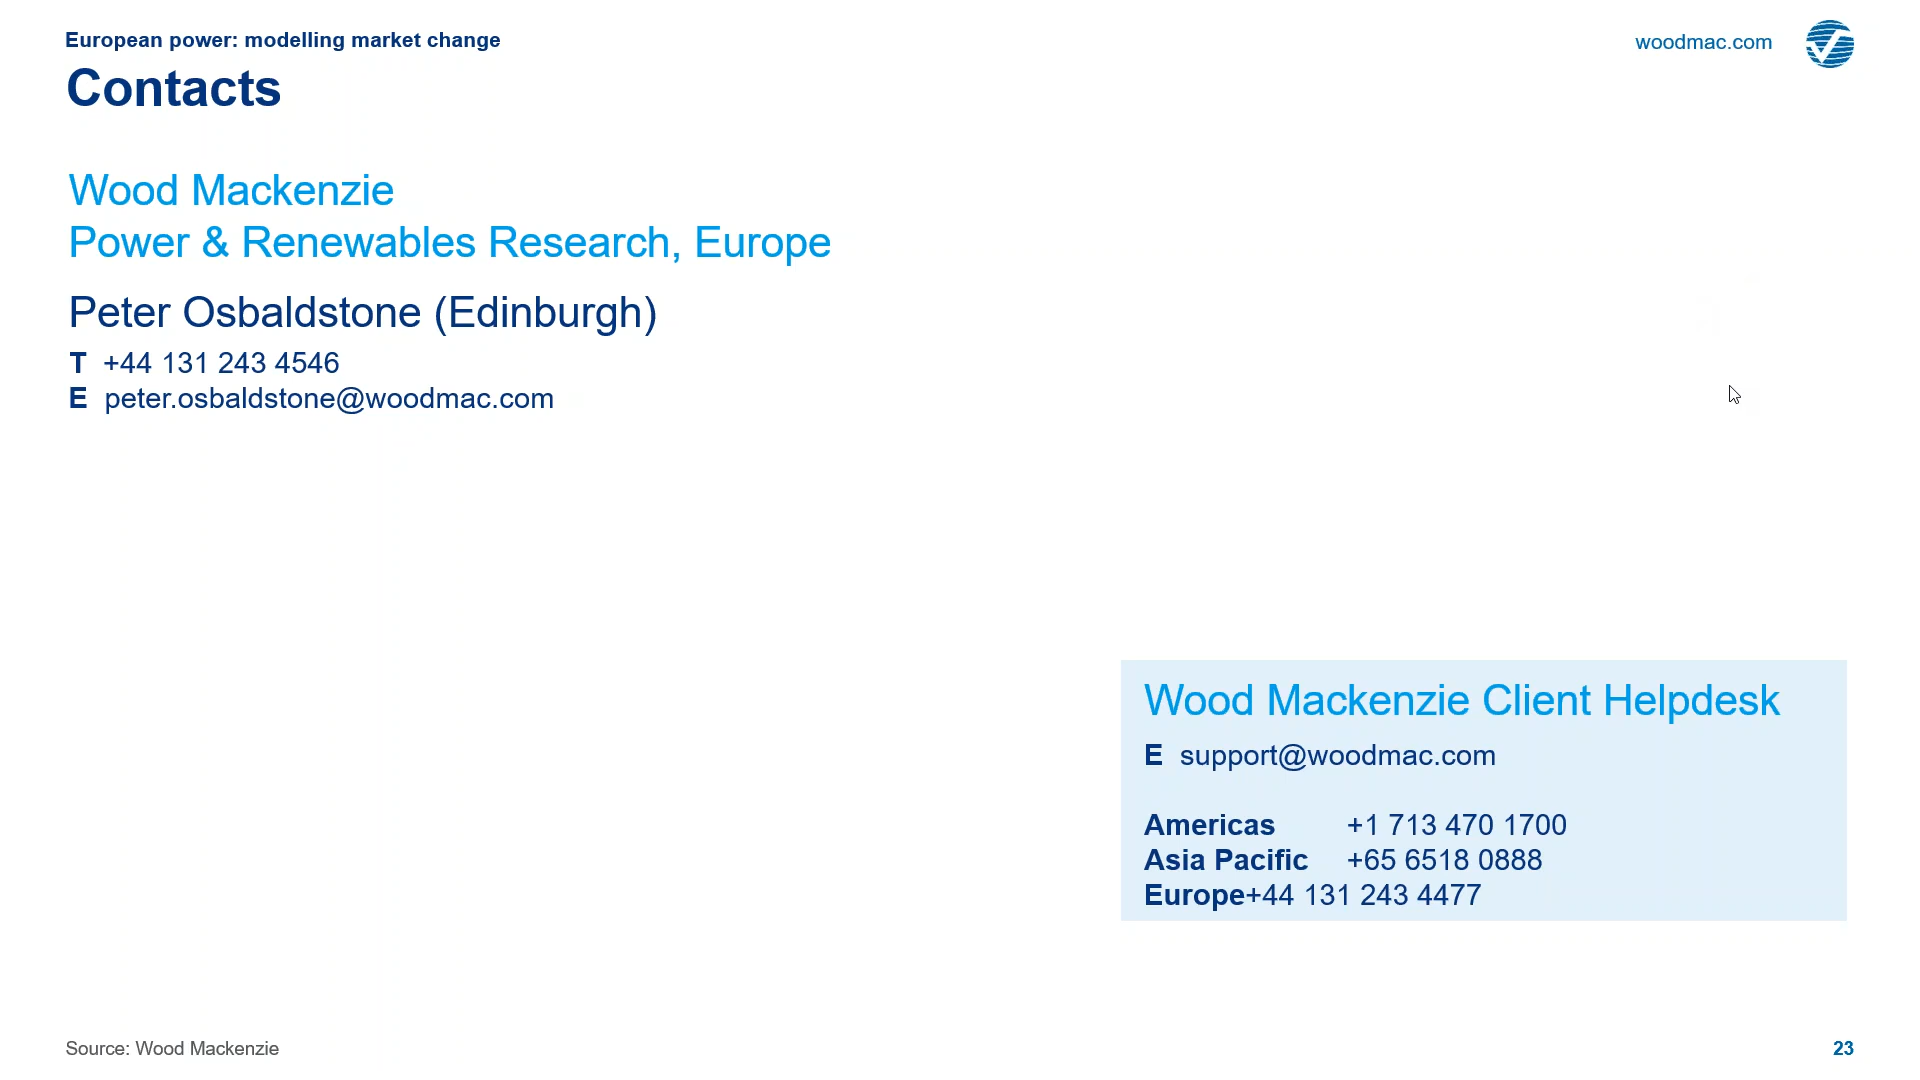 European power: modelling market change
woodmac.com
Contacts
Wood Mackenzie
Power & Renewables Research, Europe
Peter Osbaldstone (Edinburgh)
T +44 131 243 4546
E peter.osbaldstone@woodmac.com
Wood Mackenzie Client Helpdesk
E support@woodmac.com
Americas +1 713 470 1700
Asia Pacific +65 6518 0888
Europe+44 131 243 4477
Source: Wood Mackenzie
23